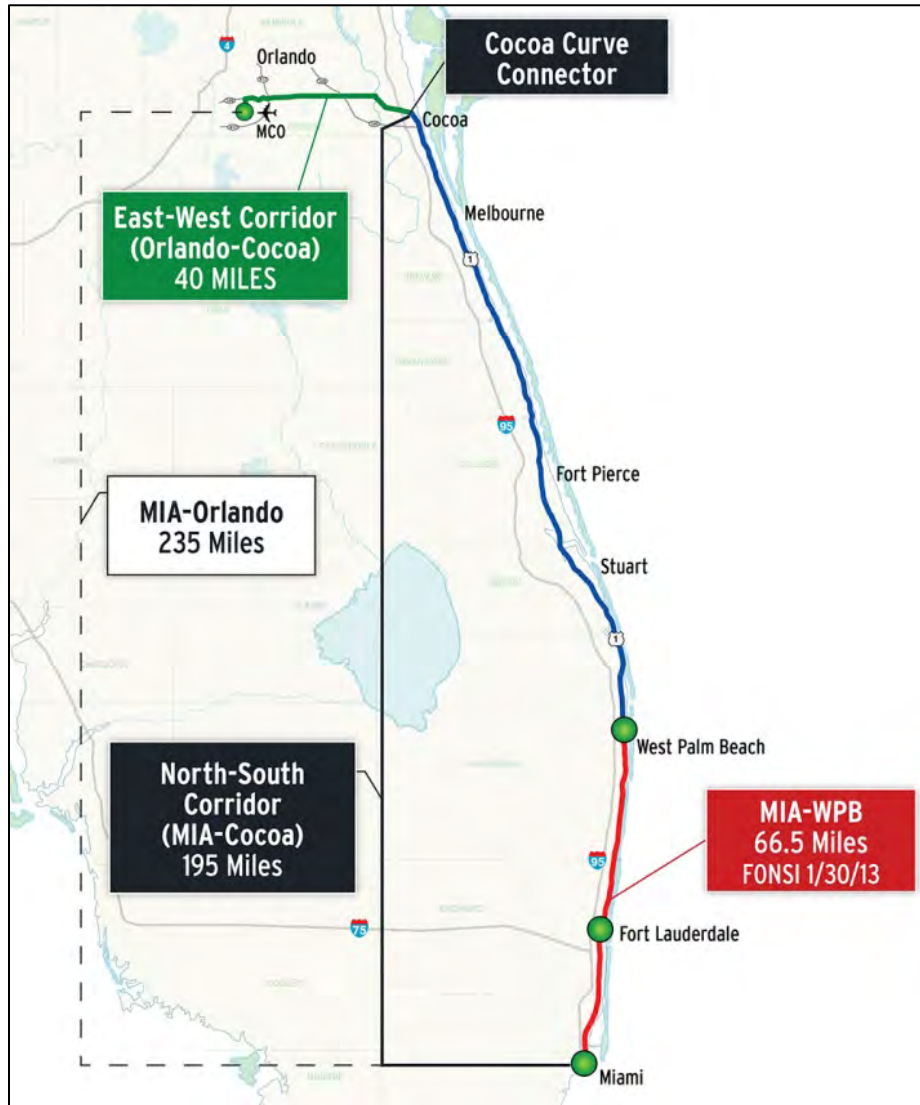 4
Orlando
MCO
Cocoa Curve
Connector
Cocoa
East-West Corridor
(Orlando-Cocoa)
40 MILES
Melbourne
1
95
Fort Pierce
MIA-Orlando
235 Miles
Stuart
1
West Palm Beach
North-South
Corridor
(MIA-Cocoa)
195 Miles
MIA-WPB
66.5 Miles
FONSI 1/30/13
95
75
Fort Lauderdale
Miami